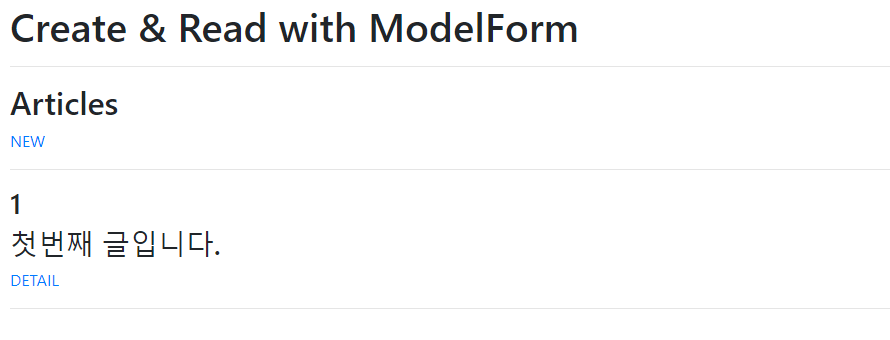 Create & Read with ModelForm
Articles
NEW
1
첫번째 글입니다.
DETAIL